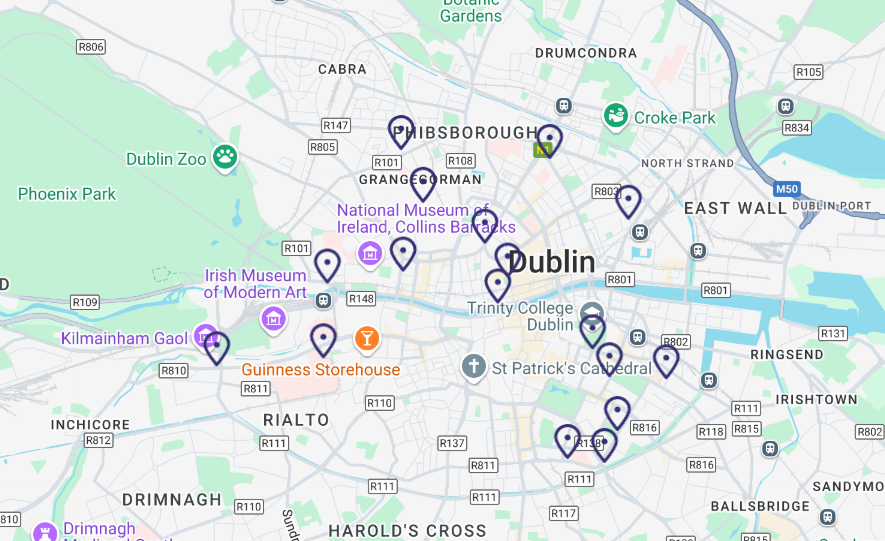 Botanic
Gardens
R806
DRUMCONDRA
CABRA
R105
Croke Park
R147
PHIBSBOROUGH
R834
R805
N1
Dublin Zoo
R101
R108
NORTH STRAND
GRANGEGORMAN
Phoenix Park
R803
M50
EAST WALL
DUBLIN PORT
National Museum of
Ireland, Collins Barracks
R101
Dublin
Irish Museum
of Modern Art
R801
R801
D
R109
R148
Trinity College
Dublin
Kilmainham Gaol
R131
R802
RINGSEND
R810
Guinness Storehouse
St Patrick's Cathedral
R811
IRISHTOWN
R110
R111
RIALTO
INCHICORE
R816
R118
R815
R802
R812
R111
R137
R138
R811
R816
R111
R111
R111
SANDYMO
DRIMNAGH
R110
BALLSBRIDGE
810
R117
HAROLD'S CROSS
Drimnagh